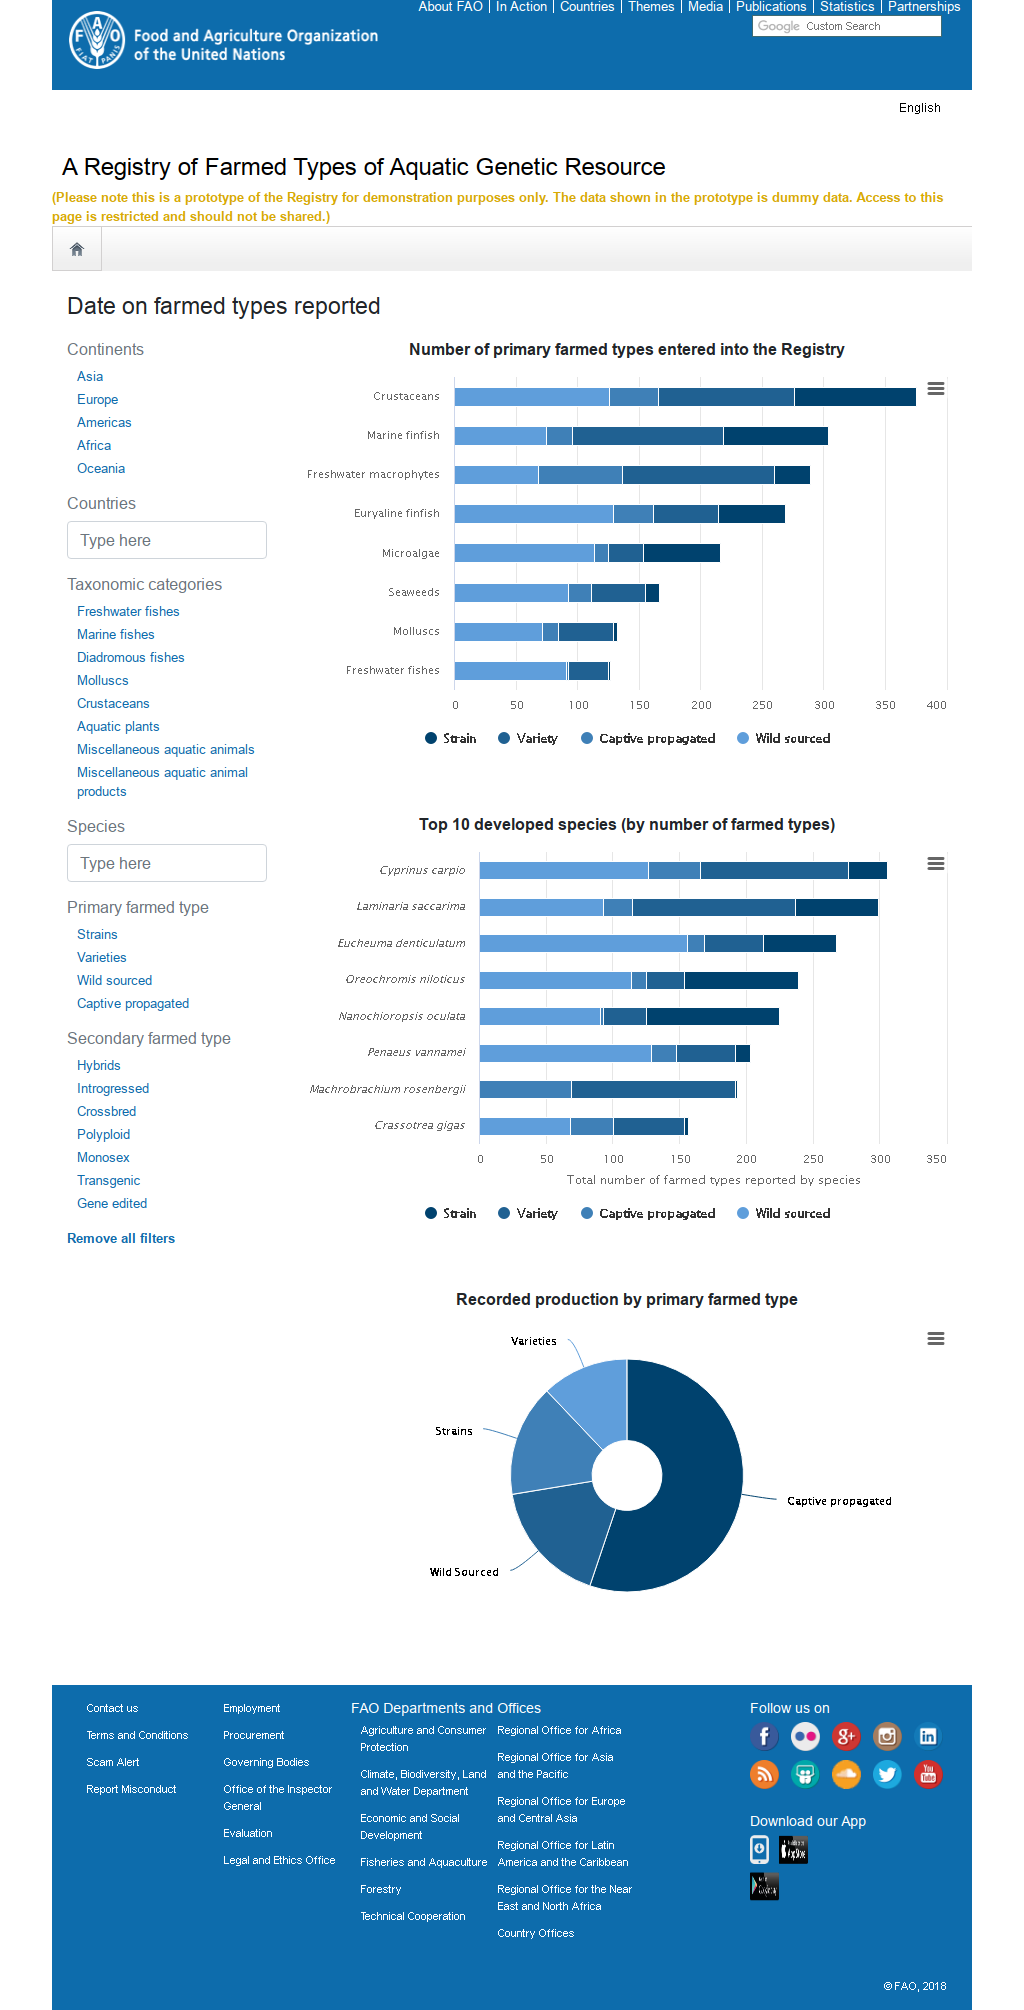 About FAO | In Action | Countries | Themes | Media | Publications | Statistics | Partnerships
Google Custom Search
Food and Agriculture Organization
of the United Nations
English
A Registry of Farmed Types of Aquatic Genetic Resource
(Please note this is a prototype of the Registry for demonstration purposes only. The data shown in the prototype is dummy data. Access to this
page is restricted and should not be shared.)
Date on farmed types reported
Continents
Asia
Europe
Americas
Africa
Oceania
Countries
Type here
Taxonomic categories
Freshwater fishes
Marine fishes
Diadromous fishes
Molluscs
Crustaceans
Aquatic plants
Miscellaneous aquatic animals
Miscellaneous aquatic animal
products
Species
Type here
Primary farmed type
Strains
Varieties
Wild sourced
Captive propagated
Secondary farmed type
Hybrids
Introgressed
Crossbred
Polyploid
Monosex
Transgenic
Gene edited
Remove all filters
Number of primary farmed types entered into the Registry
Crustaceans
Marine finfish
Freshwater macrophytes
Euryaline finfish
Microalgae
Seaweeds
Molluscs
Freshwater fishes
0 50 100 150 200 250 300 350 400
Strain Variety Captive propagated Wild sourced
Top 10 developed species (by number of farmed types)
Cyprinus carpio
Laminaria saccarima
Eucheuma denticulatum
Oreochromis niloticus
Nanochioropsis oculata
Penaeus vannamei
Machrobrachium rosenbergii
Crassotrea gigas
0 50 100 150 200 250 300 350
Total number of farmed types reported by species
Strain Variety Captive propagated Wild sourced
Recorded production by primary farmed type
Varieties
Strains
Captive propagated
Wild Sourced
Contact us
Terms and Conditions
Scam Alert
Report Misconduct
Employment
Procurement
Governing Bodies
Office of the Inspector
General
Evaluation
Legal and Ethics Office
FAO Departments and Offices
Agriculture and Consumer
Protection
Climate, Biodiversity, Land
and Water Department
Economic and Social
Development
Fisheries and Aquaculture
Forestry
Technical Cooperation
Regional Office for Africa
Regional Office for Asia
and the Pacific
Regional Office for Europe
and Central Asia
Regional Office for Latin
America and the Caribbean
Regional Office for the Near
East and North Africa
Country Offices
Follow us on
Download our App
© FAO, 2018